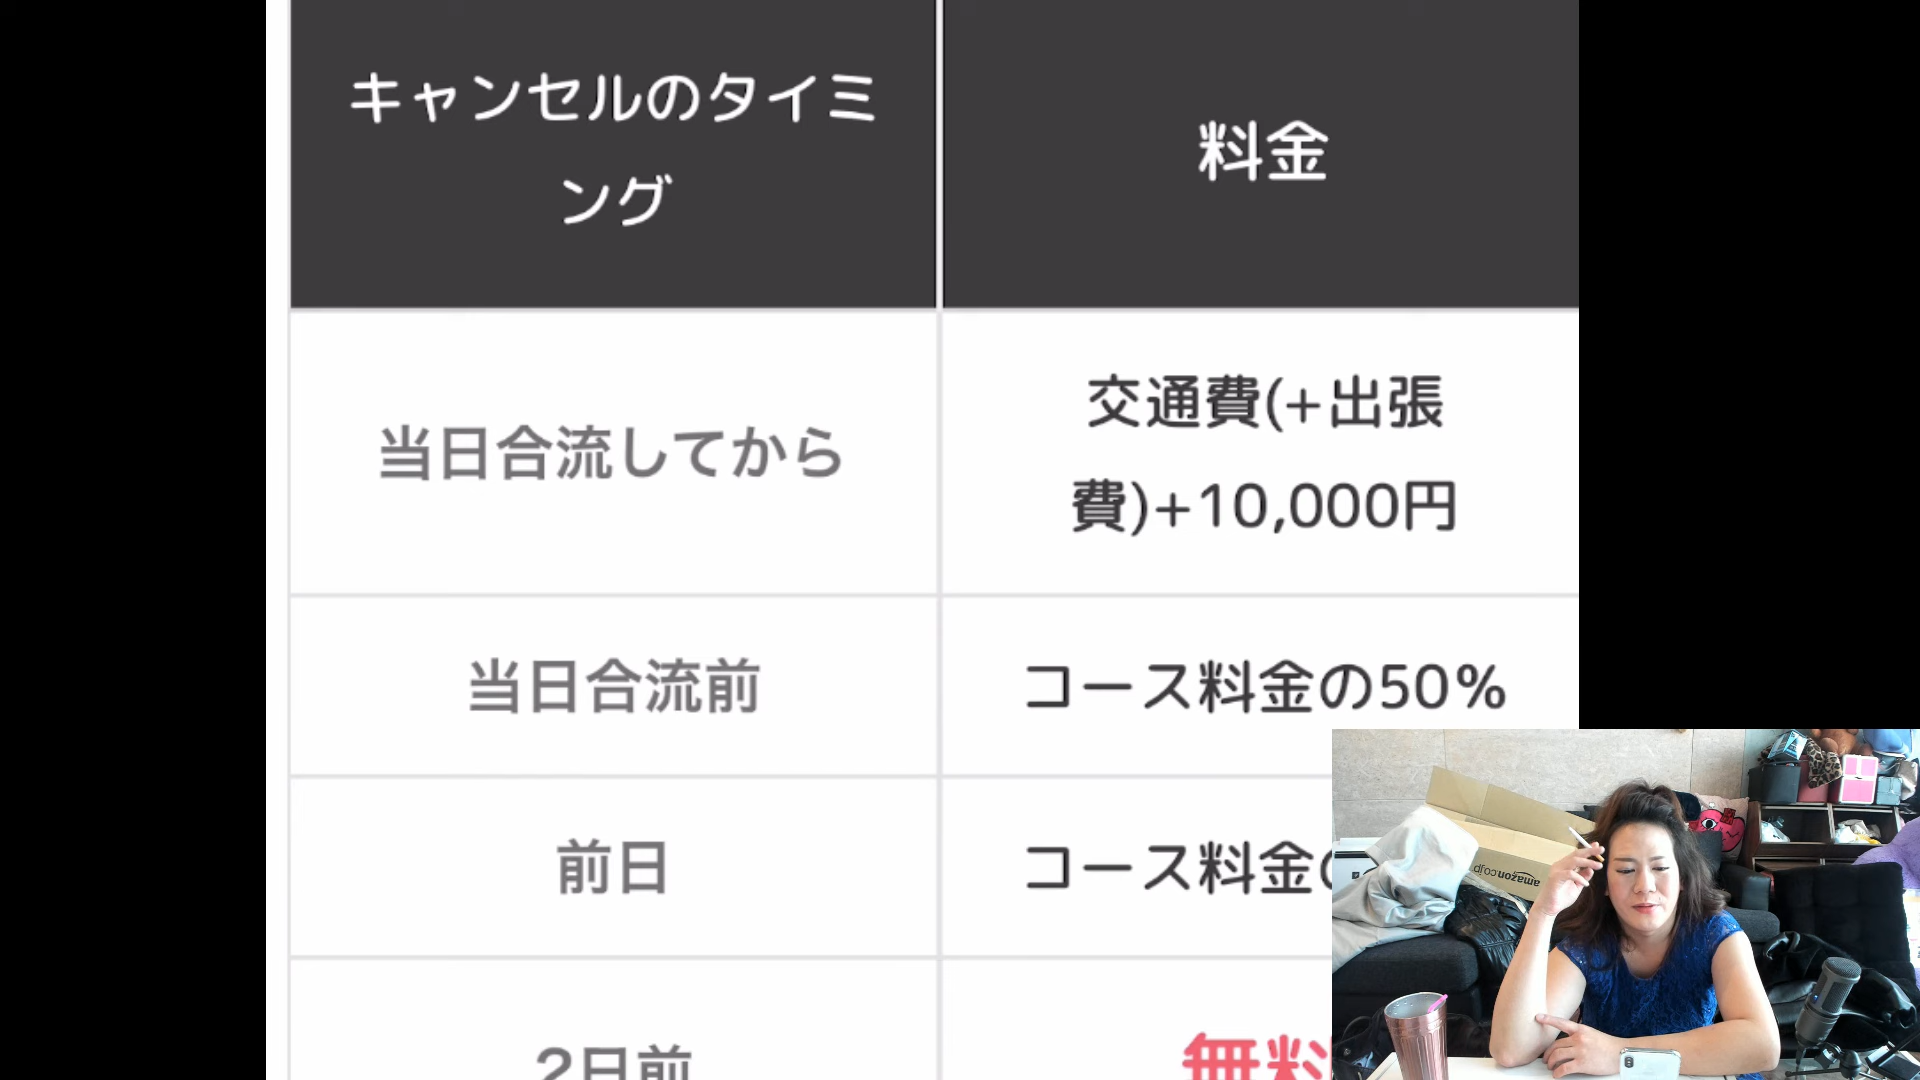 キャンセルのタイミ
ング
料金
当日合流してから
交通費(+出張
費)+10,000円
当日合流前
コース料金の50%
前日
コース料金の
2日前
無料
amazon.co.jp